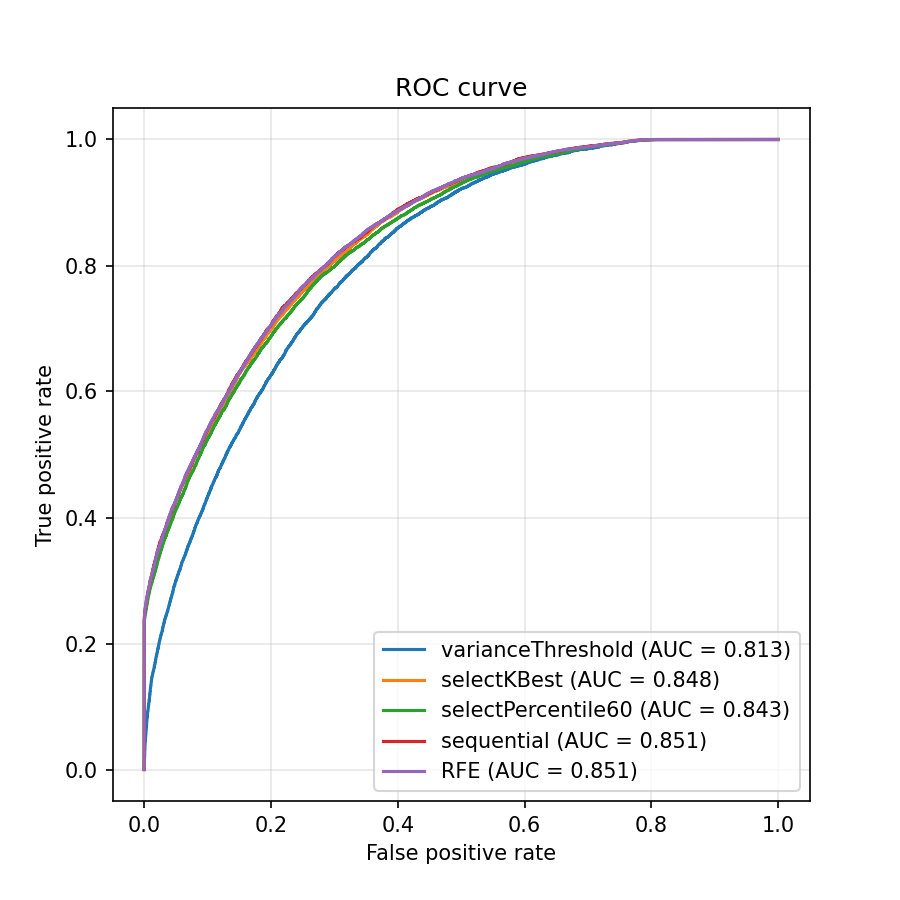 ROC curve
True positive rate
1.0
0.8
0.6
0.4
0.2
0.0
varianceThreshold (AUC = 0.813)
selectKBest (AUC = 0.848)
selectPercentile60 (AUC = 0.843)
sequential (AUC = 0.851)
RFE (AUC = 0.851)
0.0 0.2 0.4 0.6 0.8 1.0
False positive rate